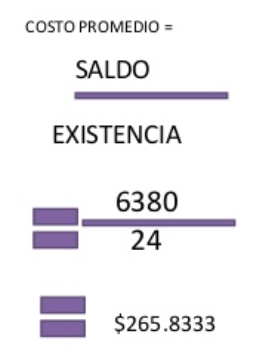 COSTO PROMEDIO =
SALDO
EXISTENCIA
6380
24
$265.8333